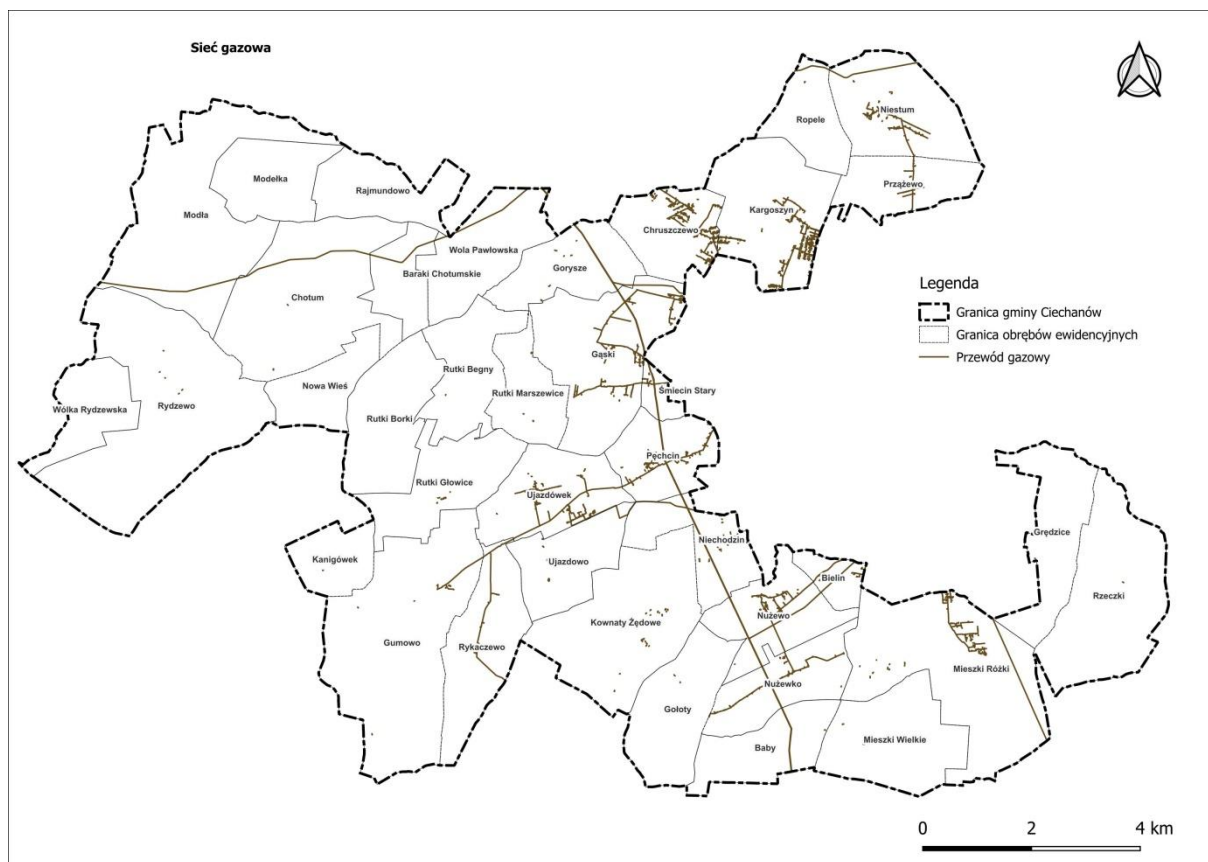 Sieć gazowa
Niestum
Ropele
Modełka
Rajmundowo
Przążewo
Modła
Kargoszyn
Chruszczewo
Wola Pawłowska
Gorysze
Baraki Chotumskie
Chotum
Legenda
Granica gminy Ciechanów
Granica obrębów ewidencyjnych
Przewód gazowy
Gąski
Rutki Begny
Nowa Wieś
Rutki Marszewice
Śmiecin Stary
Wólka Rydzewska
Rydzewo
Rutki Borki
Pęchcin
Rutki Głowice
Ujazdówek
Niechodzin
Grędzice
Kanigówek
Ujazdowo
Bielin
Rzeczki
Nużewo
Kownaty Żędowe
Gumowo
Rykaczewo
Mieszki Różki
Nużewko
Gołoty
Mieszki Wielkie
Baby
0 2 4 km